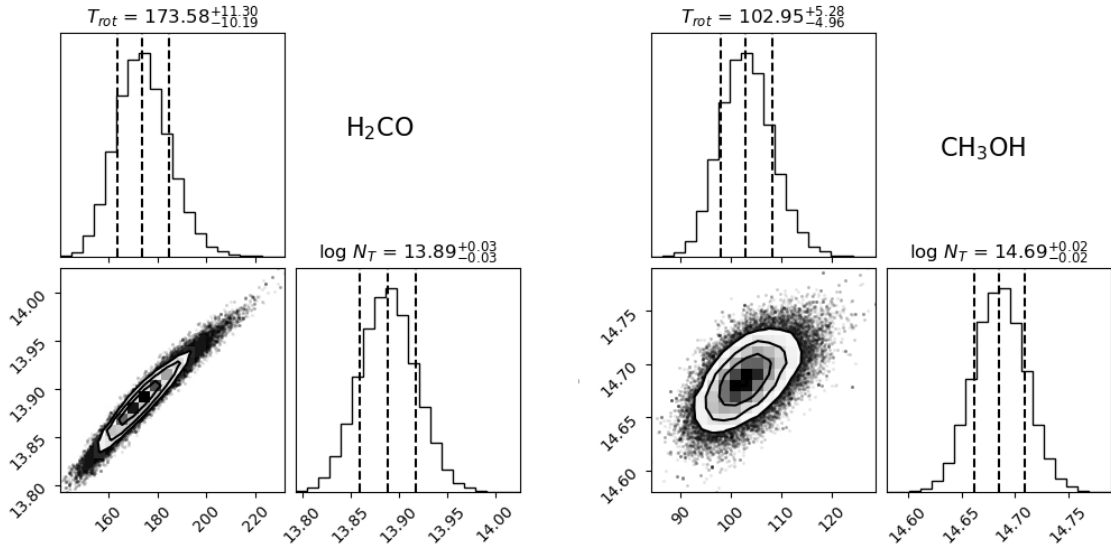 T_rot = 173.58 +11.30 −10.19
H₂CO
log N_T = 13.89 +0.03 −0.03
14.00
13.95
13.90
13.85
13.80
160 180 200 220
13.80 13.85 13.90 13.95 14.00
T_rot = 102.95 +5.28 −4.96
CH₃OH
log N_T = 14.69 +0.02 −0.02
14.75
14.70
14.65
14.60
90 100 110 120
14.60 14.65 14.70 14.75